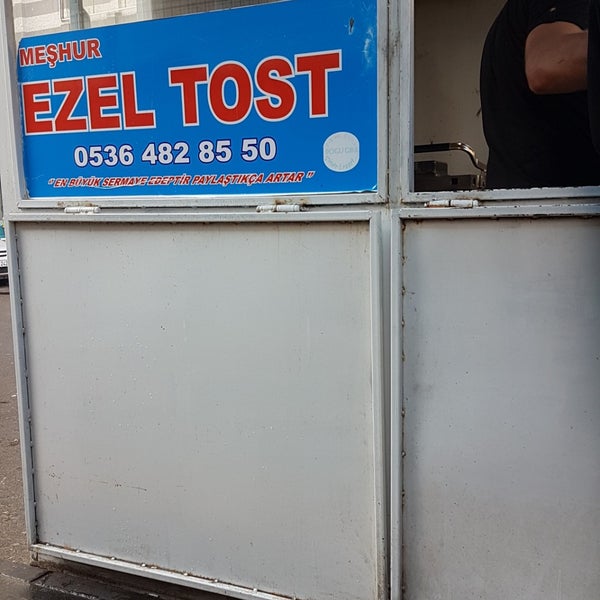 MEŞHUR
EZEL TOST
0536 482 85 50
"EN BÜYÜK SERMAYE EDEPTİR PAYLAŞTIKÇA ARTAR"